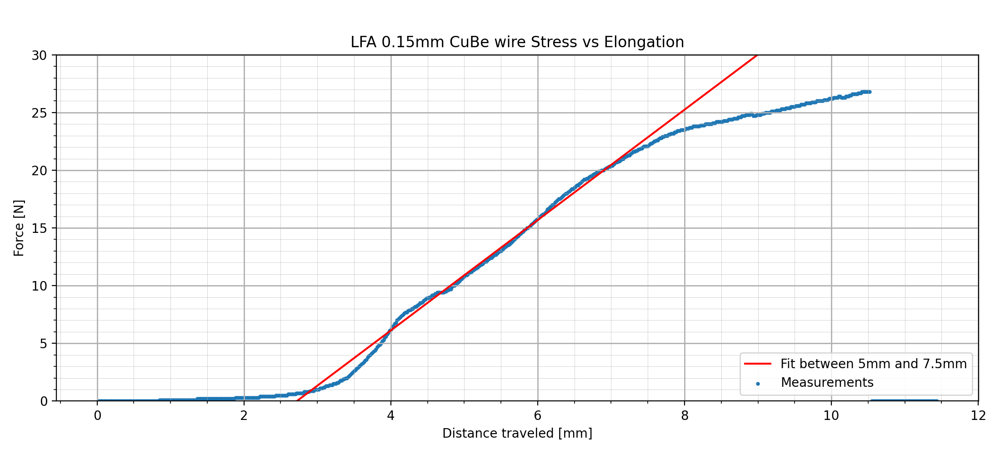 LFA 0.15mm CuBe wire Stress vs Elongation
30
25
20
15
10
5
0
Force [N]
0 2 4 6 8 10 12
Distance traveled [mm]
Fit between 5mm and 7.5mm
Measurements